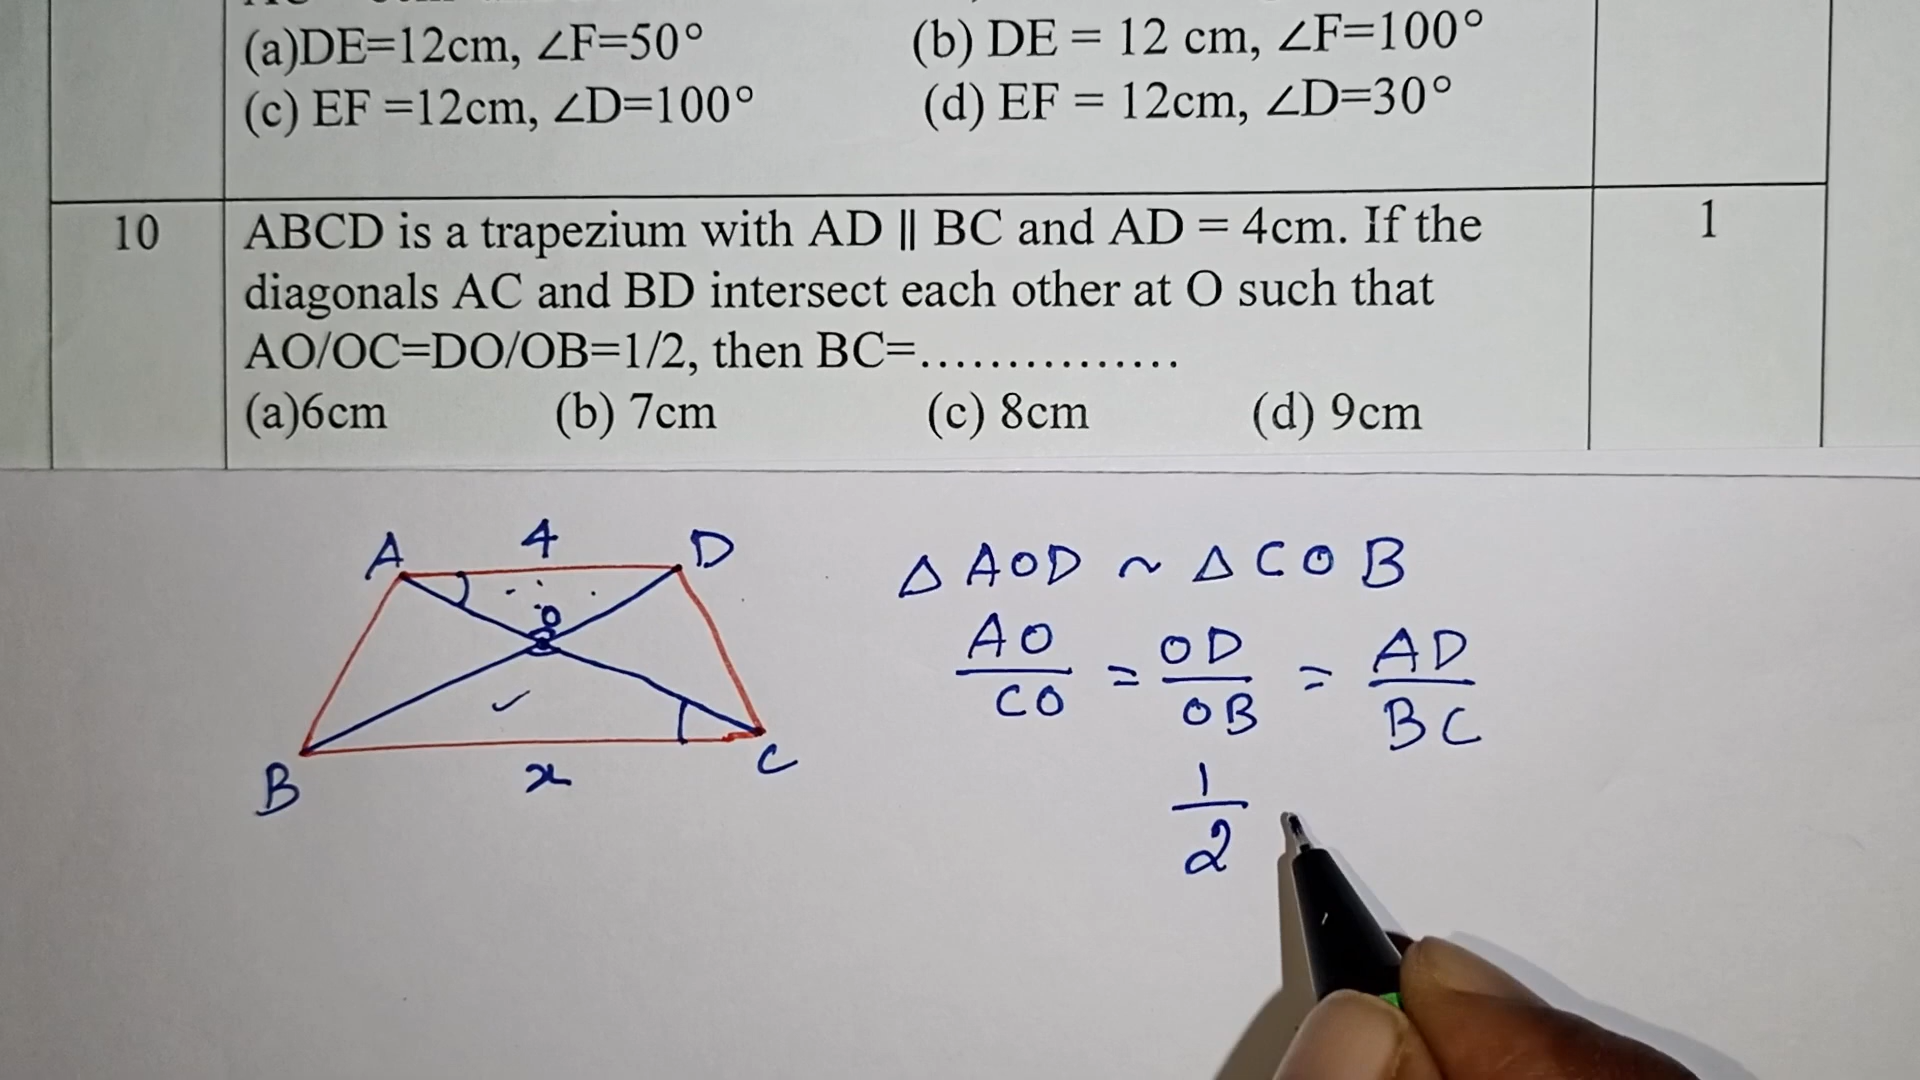 (a)DE=12cm, ∠F=50° (b) DE = 12 cm, ∠F=100°
(c) EF =12cm, ∠D=100° (d) EF = 12cm, ∠D=30°
10 ABCD is a trapezium with AD || BC and AD = 4cm. If the 1
diagonals AC and BD intersect each other at O such that
AO/OC=DO/OB=1/2, then BC=...............
(a)6cm (b) 7cm (c) 8cm (d) 9cm
A 4 D
O
B x C
△ AOD ~ △ COB
AO/CO = OD/OB = AD/BC
1/2